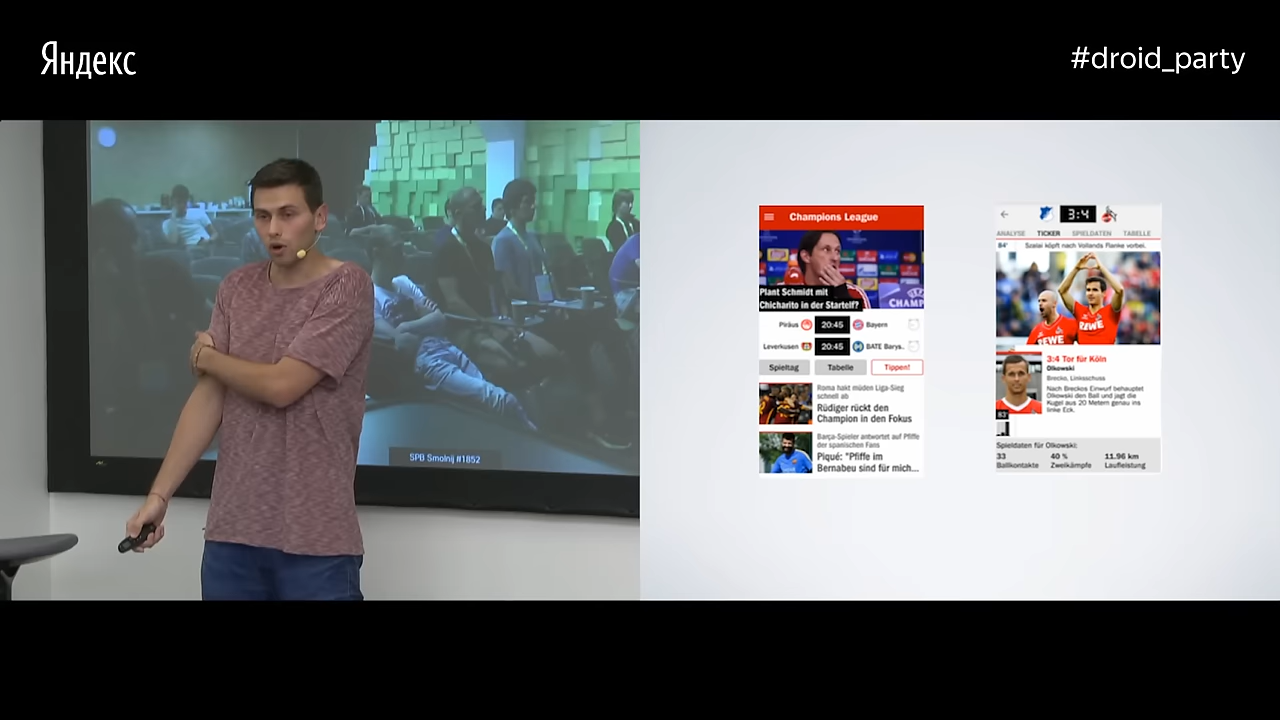 Яндекс
#droid_party
SPB Smolnij #1852
Champions League
Plant Schmidt mit
Chicharito in der Startelf?
CHAMP
Piräus 20:45 Bayern
Leverkusen 20:45 BATE Barys..
Spieltag Tabelle Tippen!
Roma hakt müden Liga-Sieg
schnell ab
Rüdiger rückt den
Champion in den Fokus
Barça-Spieler antwortet auf Pfiffe
der spanischen Fans
Piqué: "Pfiffe im
Bernabeu sind für mich...
3:4
ANALYSE TICKER SPIELDATEN TABELLE
84' Szalai köpft nach Vollands Flanke vorbei.
REWE
REWE
3:4 Tor für Köln
Olkowski
Brecko, Linksschuss
Nach Breckos Einwurf behauptet
Olkowski den Ball und jagt die
Kugel aus 20 Metern genau ins
linke Eck.
82'
Spieldaten für Olkowski:
33 40 % 11.96 km
Ballkontakte Zweikämpfe Laufleistung